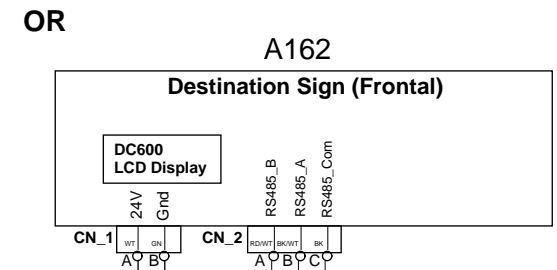 OR
A162
Destination Sign (Frontal)
DC600
LCD Display
24V
Gnd
RS485_B
RS485_A
RS485_Com
CN_1
WT
GN
CN_2
RD/WT
BK/WT
BK
A
B
A
B
C